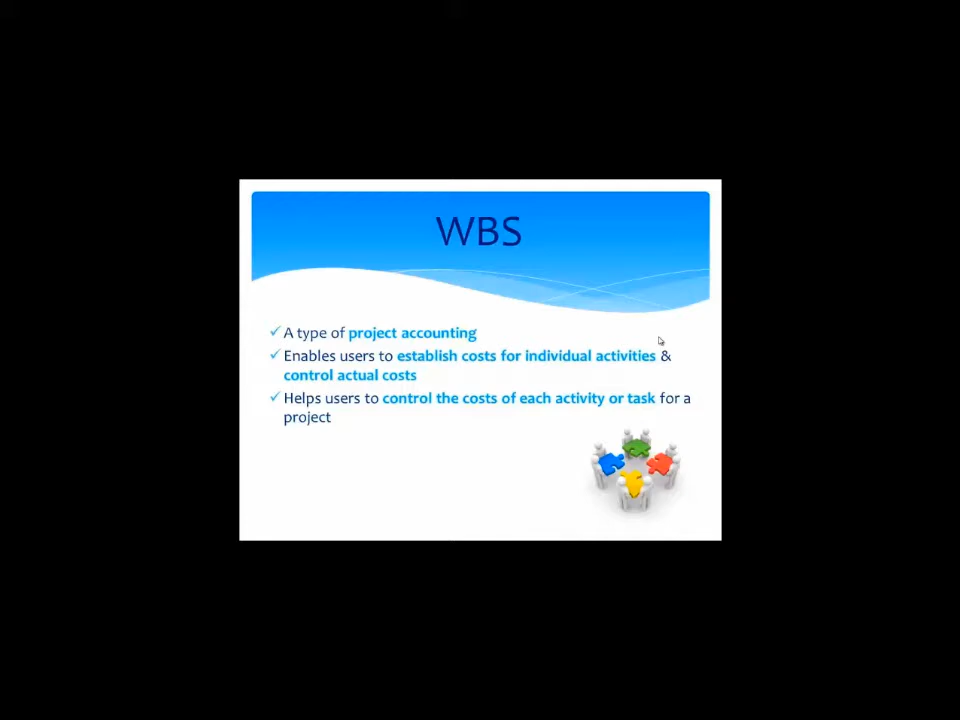 WBS
✓ A type of project accounting
✓ Enables users to establish costs for individual activities &
control actual costs
✓ Helps users to control the costs of each activity or task for a
project